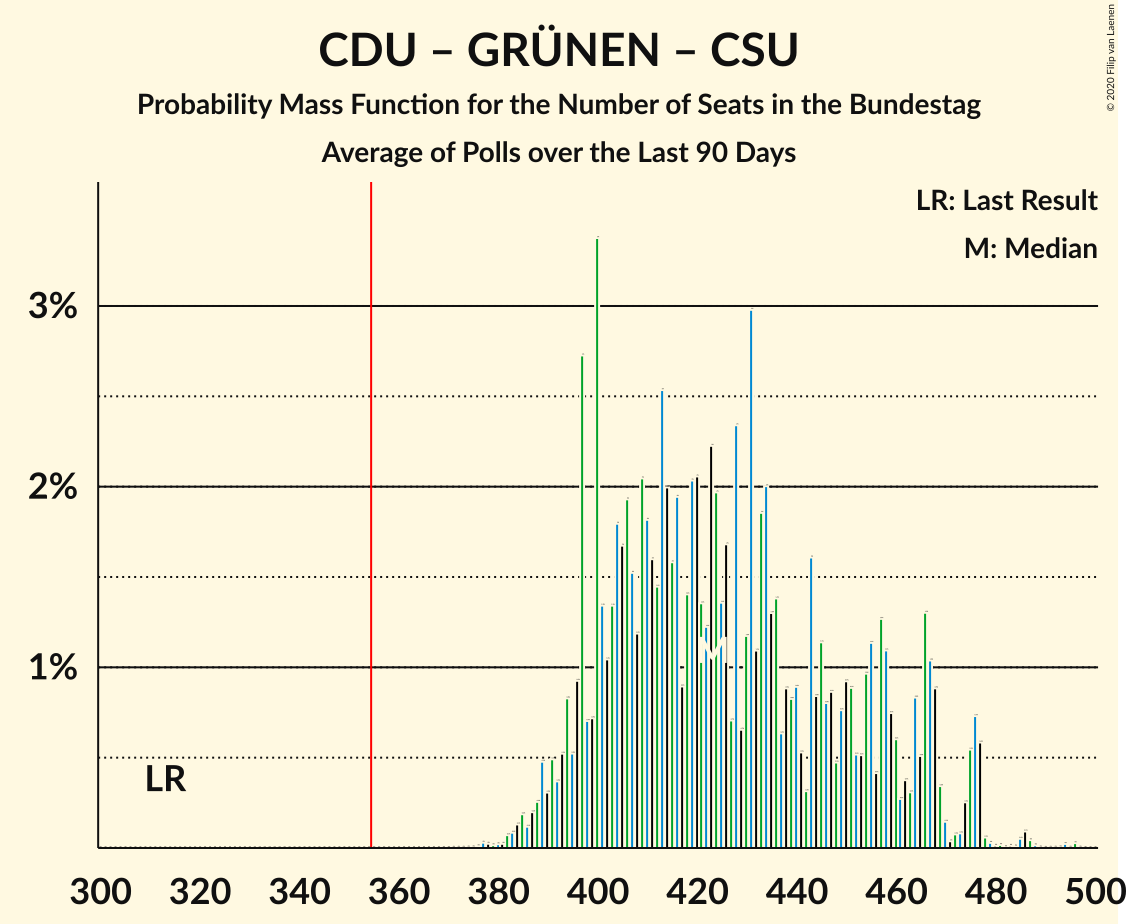 CDU – GRÜNEN – CSU
Probability Mass Function for the Number of Seats in the Bundestag
Average of Polls over the Last 90 Days
© 2020 Filip van Laenen
LR: Last Result
M: Median
3%
2%
1%
LR
300 320 340 360 380 400 420 440 460 480 500